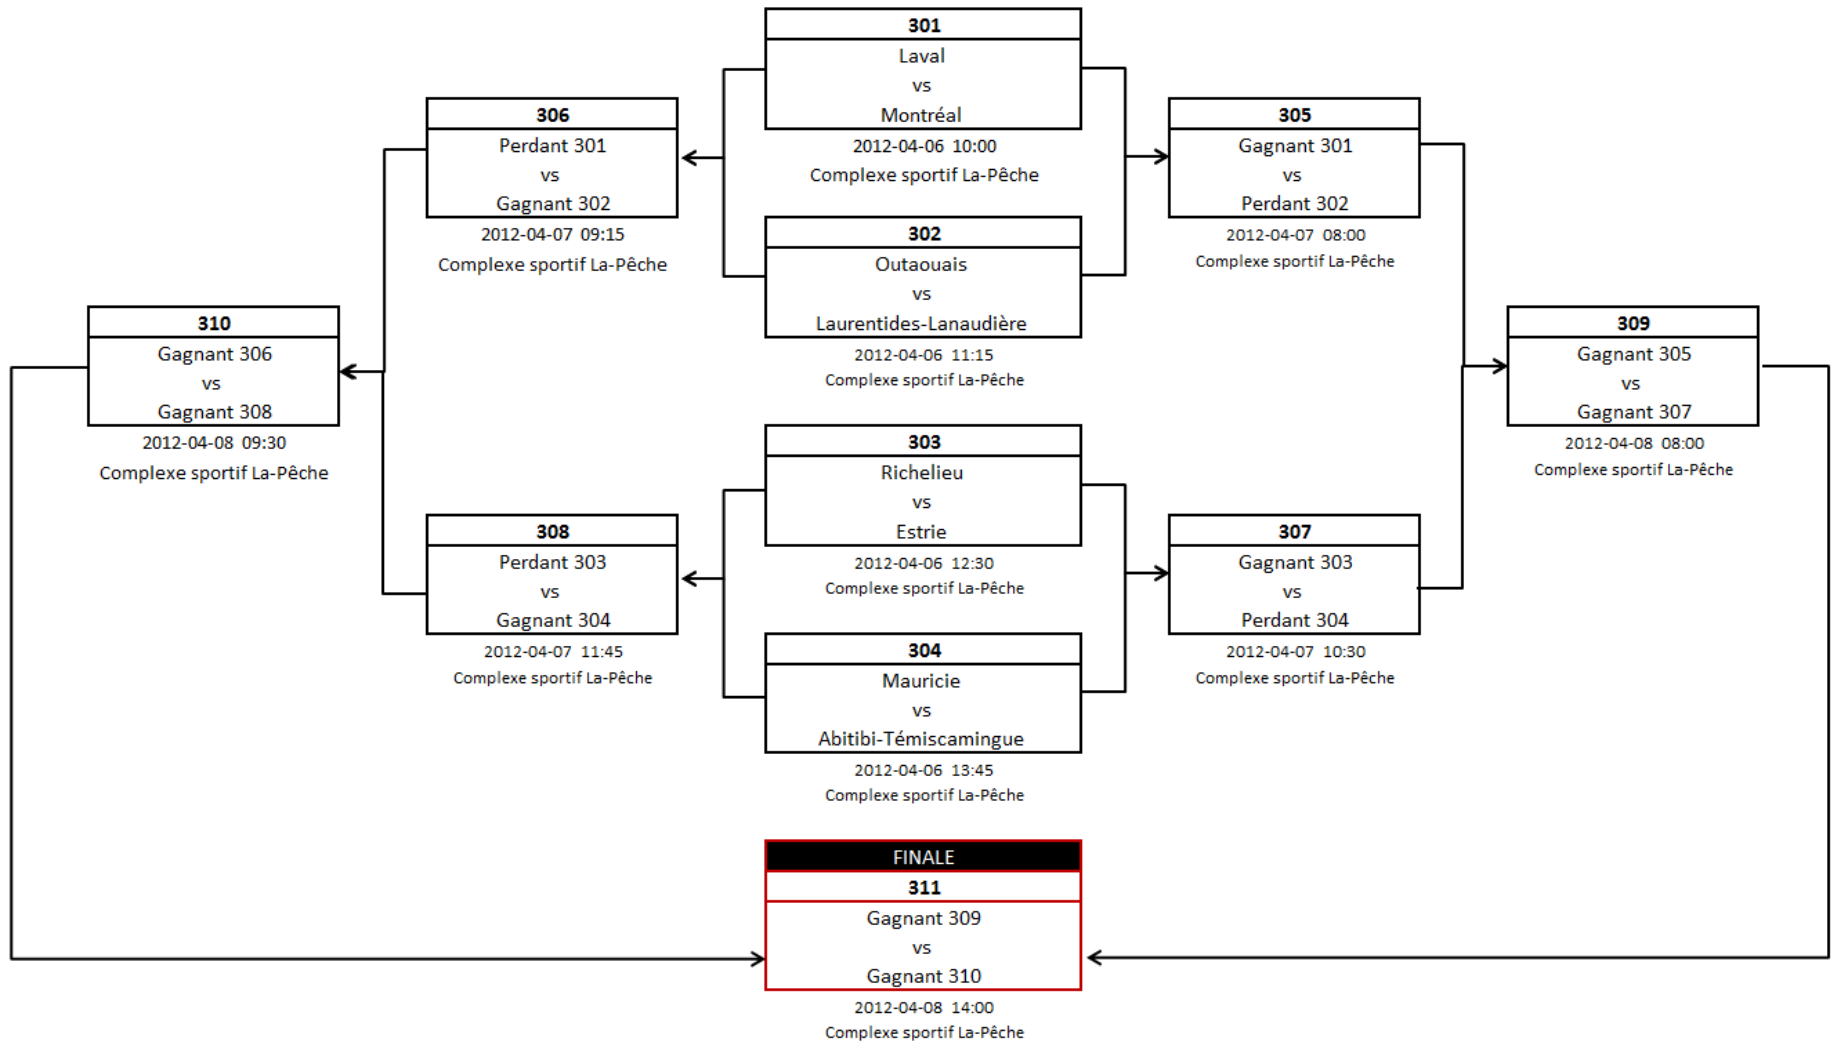 301
Laval
vs
Montréal
2012-04-06 10:00
Complexe sportif La-Pêche
306
Perdant 301
vs
Gagnant 302
2012-04-07 09:15
Complexe sportif La-Pêche
305
Gagnant 301
vs
Perdant 302
2012-04-07 08:00
Complexe sportif La-Pêche
302
Outaouais
vs
Laurentides-Lanaudière
2012-04-06 11:15
Complexe sportif La-Pêche
310
Gagnant 306
vs
Gagnant 308
2012-04-08 09:30
Complexe sportif La-Pêche
309
Gagnant 305
vs
Gagnant 307
2012-04-08 08:00
Complexe sportif La-Pêche
303
Richelieu
vs
Estrie
2012-04-06 12:30
Complexe sportif La-Pêche
308
Perdant 303
vs
Gagnant 304
2012-04-07 11:45
Complexe sportif La-Pêche
307
Gagnant 303
vs
Perdant 304
2012-04-07 10:30
Complexe sportif La-Pêche
304
Mauricie
vs
Abitibi-Témiscamingue
2012-04-06 13:45
Complexe sportif La-Pêche
FINALE
311
Gagnant 309
vs
Gagnant 310
2012-04-08 14:00
Complexe sportif La-Pêche